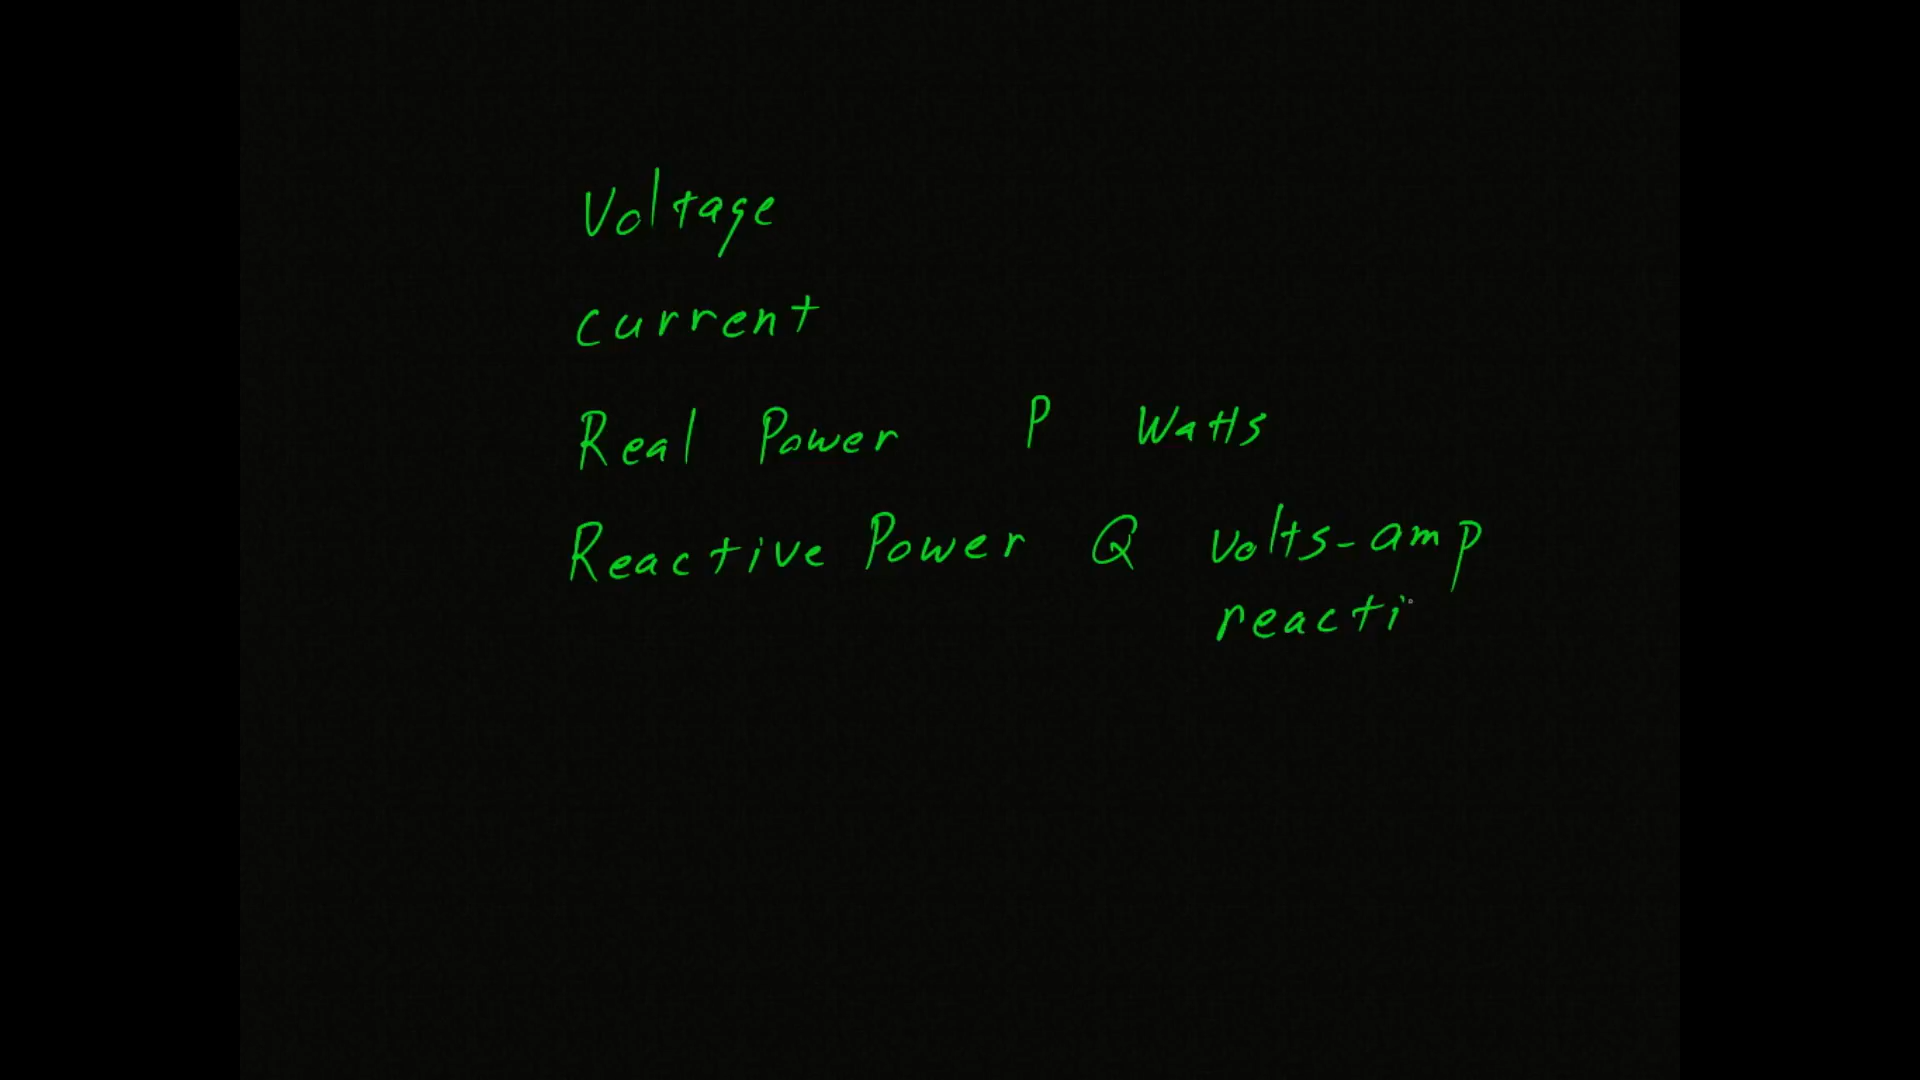 Voltage
current
Real Power P Watts
Reactive Power Q volts-amp
reacti